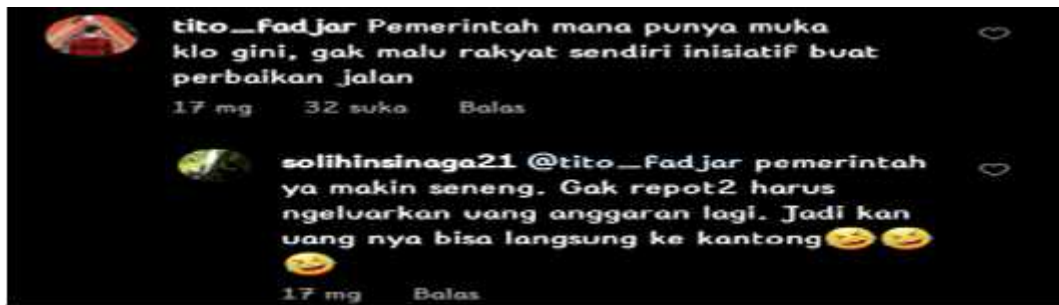 tito_fadjar Pemerintah mana punya muka
klo gini, gak malu rakyat sendiri inisiatif buat
perbaikan jalan
17 mg 32 suka Balas
solihinsinaga21 @tito_fadjar pemerintah
ya makin seneng. Gak repot2 harus
ngeluarkan uang anggaran lagi. Jadi kan
uang nya bisa langsung ke kantong🤣🤣
🤣
17 mg Balas